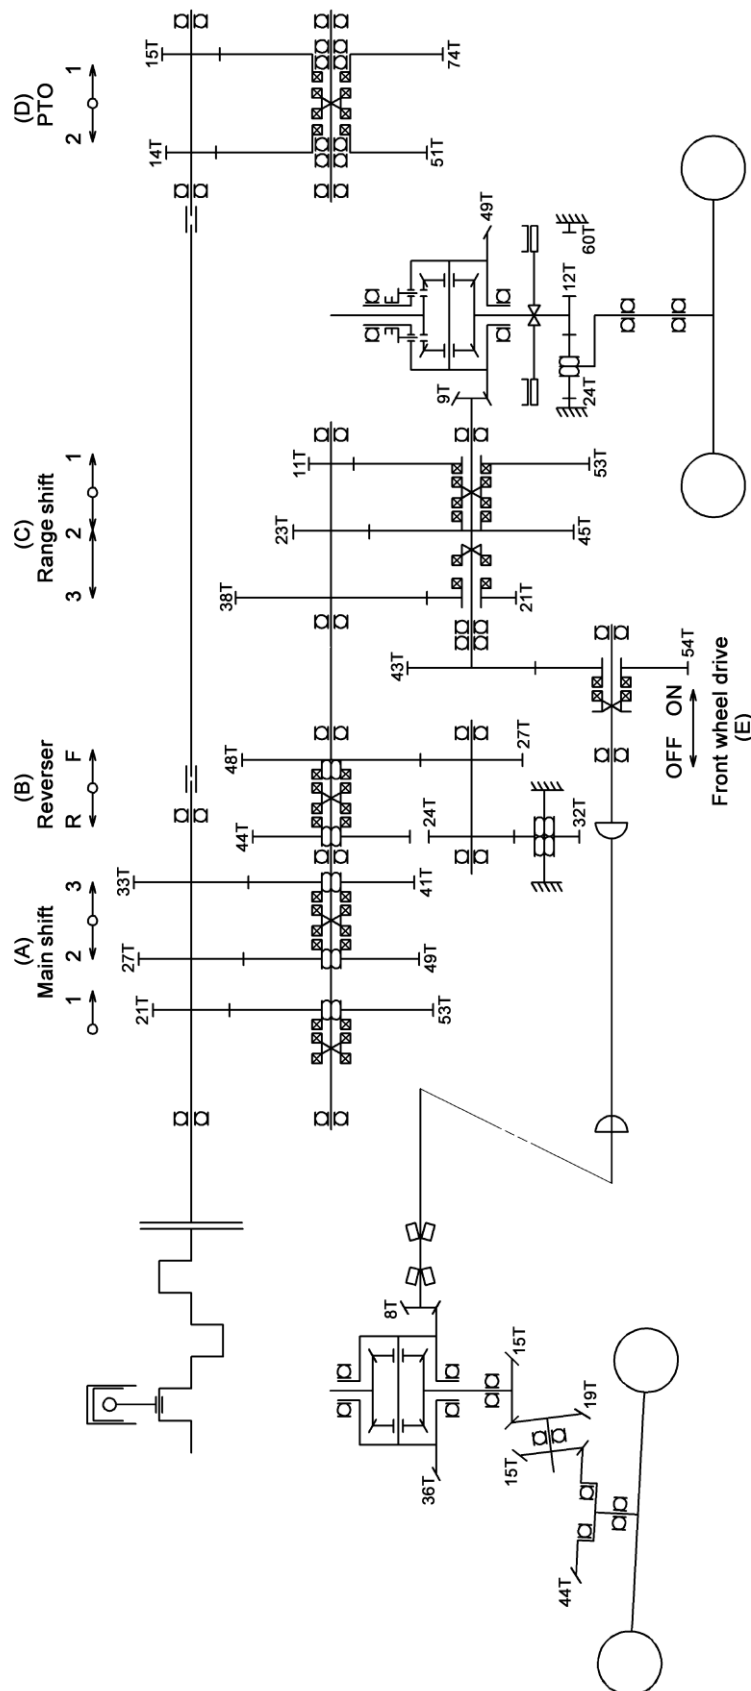 (D)
PTO
2 1
15T
14T
74T
51T
49T
60T
12T
24T
9T
(C)
Range shift
3 2 1
11T
23T
38T
53T
45T
21T
43T
54T
OFF ON
Front wheel drive
(E)
(B)
Reverser
R F
48T
44T
27T
24T
32T
(A)
Main shift
1 2 3
33T
27T
21T
41T
49T
53T
8T
36T
15T
19T
15T
44T